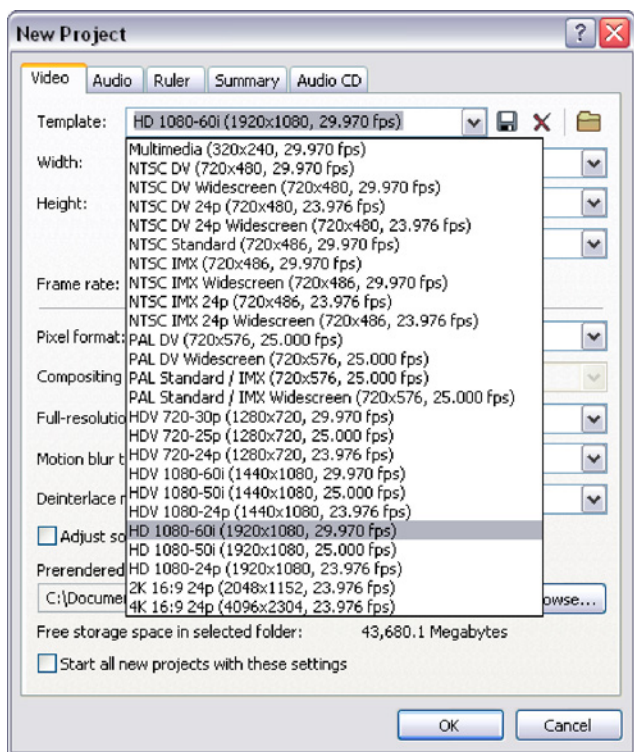 New Project
Video Audio Ruler Summary Audio CD
Template: HD 1080-60i (1920x1080, 29.970 fps)
Multimedia (320x240, 29.970 fps)
Width:
NTSC DV (720x480, 29.970 fps)
NTSC DV Widescreen (720x480, 29.970 fps)
Height:
NTSC DV 24p (720x480, 23.976 fps)
NTSC DV 24p Widescreen (720x480, 23.976 fps)
NTSC Standard (720x486, 29.970 fps)
NTSC IMX (720x486, 29.970 fps)
Frame rate:
NTSC IMX Widescreen (720x486, 29.970 fps)
NTSC IMX 24p (720x486, 23.976 fps)
NTSC IMX 24p Widescreen (720x486, 23.976 fps)
Pixel format:
PAL DV (720x576, 25.000 fps)
PAL DV Widescreen (720x576, 25.000 fps)
Compositing
PAL Standard / IMX (720x576, 25.000 fps)
PAL Standard / IMX Widescreen (720x576, 25.000 fps)
Full-resolutio
HDV 720-30p (1280x720, 29.970 fps)
HDV 720-25p (1280x720, 25.000 fps)
Motion blur t
HDV 720-24p (1280x720, 23.976 fps)
HDV 1080-60i (1440x1080, 29.970 fps)
Deinterlace r
HDV 1080-50i (1440x1080, 25.000 fps)
HDV 1080-24p (1440x1080, 23.976 fps)
Adjust so
HD 1080-60i (1920x1080, 29.970 fps)
HD 1080-50i (1920x1080, 25.000 fps)
Prerendered
HD 1080-24p (1920x1080, 23.976 fps)
2K 16:9 24p (2048x1152, 23.976 fps)
C:\Docume
owse...
4K 16:9 24p (4096x2304, 23.976 fps)
Free storage space in selected folder: 43,680.1 Megabytes
Start all new projects with these settings
OK Cancel